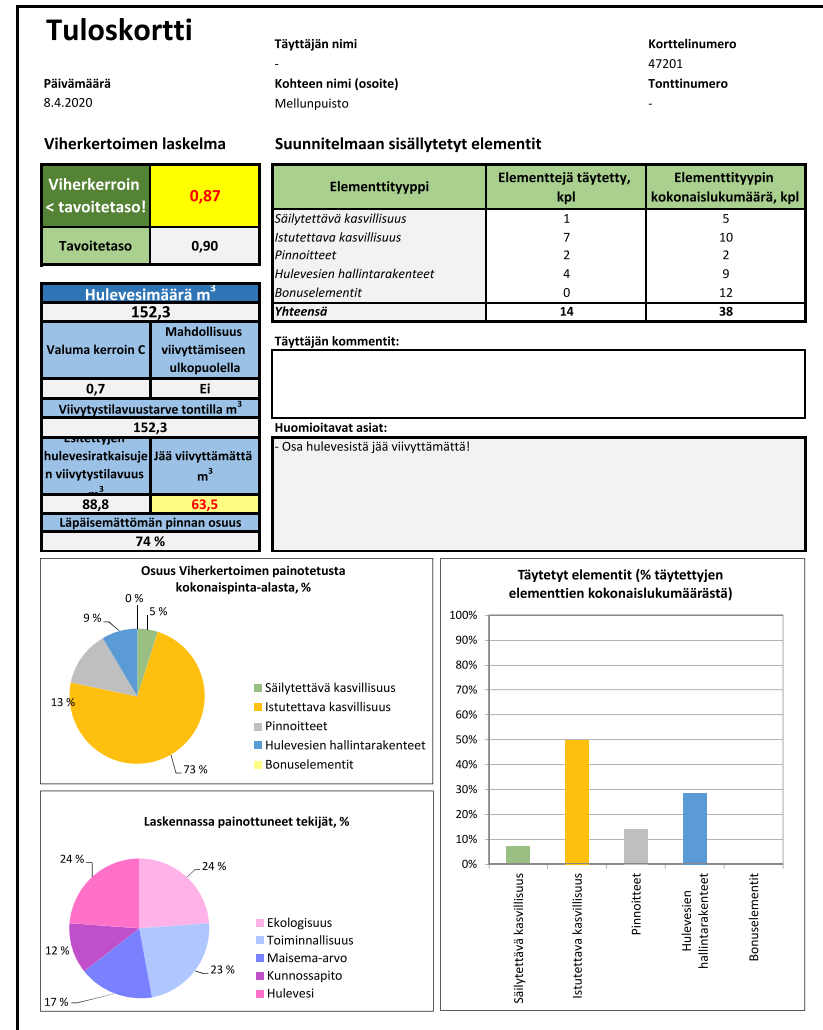 Tuloskortti
Täyttäjän nimi
Korttelinumero
-
47201
Päivämäärä
Kohteen nimi (osoite)
Tonttinumero
8.4.2020
Mellunpuisto
-
Viherkertoimen laskelma
Suunnitelmaan sisällytetyt elementit
Viherkerroin
< tavoitetaso!
0,87
Tavoitetaso
0,90
Elementtityyppi
Elementtejä täytetty,
kpl
Elementtityypin
kokonaislukumäärä, kpl
Säilytettävä kasvillisuus 1 5
Istutettava kasvillisuus 7 10
Pinnoitteet 2 2
Hulevesien hallintarakenteet 4 9
Bonuselementit 0 12
Yhteensä 14 38
Hulevesimäärä m³
152,3
Valuma kerroin C
Mahdollisuus
viivyttämiseen
ulkopuolella
0,7
Ei
Viivytystilavuustarve tontilla m³
152,3
Esitettyjen
hulevesiratkaisuje
n viivytystilavuus
m³
Jää viivyttämättä
m³
88,8
63,5
Läpäisemättömän pinnan osuus
74 %
Täyttäjän kommentit:
Huomioitavat asiat:
- Osa hulevesistä jää viivyttämättä!
Osuus Viherkertoimen painotetusta
kokonaispinta-alasta, %
0 %
5 %
9 %
13 %
73 %
Säilytettävä kasvillisuus
Istutettava kasvillisuus
Pinnoitteet
Hulevesien hallintarakenteet
Bonuselementit
Laskennassa painottuneet tekijät, %
24 %
24 %
12 %
23 %
17 %
Ekologisuus
Toiminnallisuus
Maisema-arvo
Kunnossapito
Hulevesi
Täytetyt elementit (% täytettyjen
elementtien kokonaislukumäärästä)
100%
90%
80%
70%
60%
50%
40%
30%
20%
10%
0%
Säilytettävä kasvillisuus
Istutettava kasvillisuus
Pinnoitteet
Hulevesien
hallintarakenteet
Bonuselementit